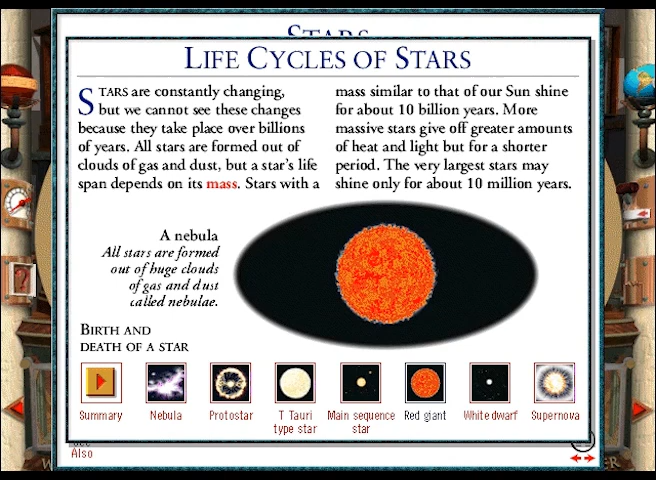 STARS
LIFE CYCLES OF STARS
STARS are constantly changing,
but we cannot see these changes
because they take place over billions
of years. All stars are formed out of
clouds of gas and dust, but a star's life
span depends on its mass. Stars with a
mass similar to that of our Sun shine
for about 10 billion years. More
massive stars give off greater amounts
of heat and light but for a shorter
period. The very largest stars may
shine only for about 10 million years.
A nebula
All stars are formed
out of huge clouds
of gas and dust
called nebulae.
BIRTH AND
DEATH OF A STAR
Summary
Nebula
Protostar
T Tauri
type star
Main sequence
star
Red giant
White dwarf
Supernova
See
Also